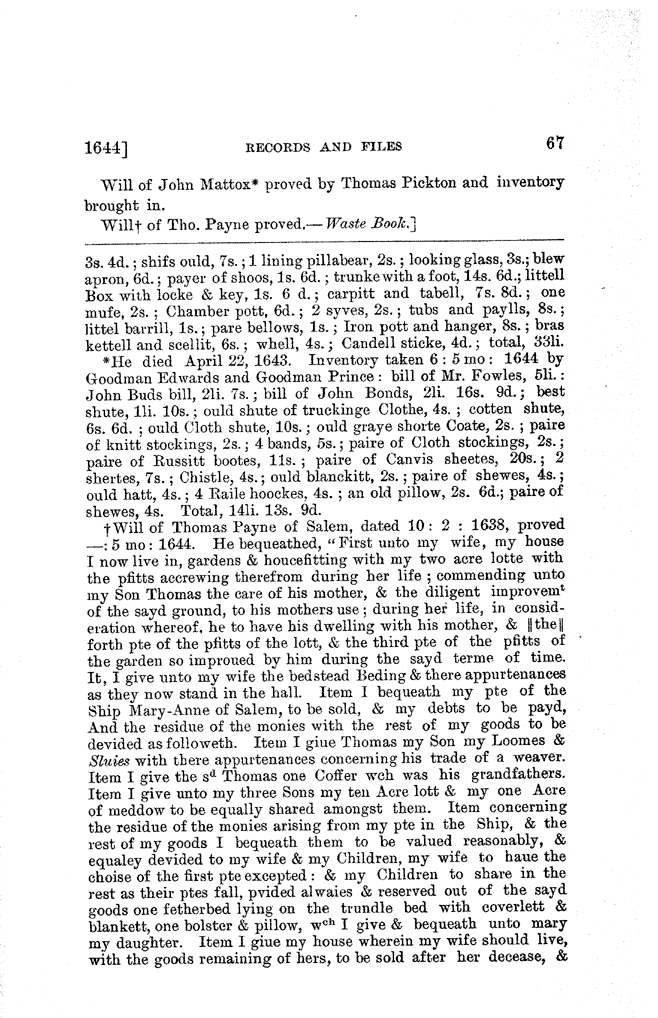 1644]
RECORDS AND FILES
67
Will of John Mattox* proved by Thomas Pickton and inventory
brought in.
Will† of Tho. Payne proved.—Waste Book.]
3s. 4d.; shifs ould, 7s.; 1 lining pillabear, 2s.; looking glass, 3s.; blew
apron, 6d.; payer of shoos, 1s. 6d.; trunke with a foot, 14s. 6d.; littell
Box with locke & key, 1s. 6 d.; carpitt and tabell, 7s. 8d.; one
mufe, 2s.; Chamber pott, 6d.; 2 syves, 2s.; tubs and paylls, 8s.;
littel barrill, 1s.; pare bellows, 1s.; Iron pott and hanger, 8s.; bras
kettell and scellit, 6s.; whell, 4s.; Candell sticke, 4d.; total, 33li.
*He died April 22, 1643. Inventory taken 6: 5 mo: 1644 by
Goodman Edwards and Goodman Prince: bill of Mr. Fowles, 5li.:
John Buds bill, 2li. 7s.; bill of John Bonds, 2li. 16s. 9d.; best
shute, 1li. 10s.; ould shute of truckinge Clothe, 4s.; cotten shute,
6s. 6d.; ould Cloth shute, 10s.; ould graye shorte Coate, 2s.; paire
of knitt stockings, 2s.; 4 bands, 5s.; paire of Cloth stockings, 2s.;
paire of Russitt bootes, 11s.; paire of Canvis sheetes, 20s.; 2
shertes, 7s.; Chistle, 4s.; ould blanckitt, 2s.; paire of shewes, 4s.;
ould hatt, 4s.; 4 Raile hoockes, 4s.; an old pillow, 2s. 6d.; paire of
shewes, 4s. Total, 14li. 13s. 9d.
†Will of Thomas Payne of Salem, dated 10: 2: 1638, proved
—: 5 mo: 1644. He bequeathed, "First unto my wife, my house
I now live in, gardens & houcefitting with my two acre lotte with
the pfitts accrewing therefrom during her life; commending unto
my Son Thomas the care of his mother, & the diligent improvemᵗ
of the sayd ground, to his mothers use; during her life, in consid-
eration whereof, he to have his dwelling with his mother, & ||the||
forth pte of the pfitts of the lott, & the third pte of the pfitts of
the garden so improued by him during the sayd terme of time.
It, I give unto my wife the bedstead Beding & there appurtenances
as they now stand in the hall. Item I bequeath my pte of the
Ship Mary-Anne of Salem, to be sold, & my debts to be payd,
And the residue of the monies with the rest of my goods to be
devided as followeth. Item I giue Thomas my Son my Loomes &
Sluies with there appurtenances concerning his trade of a weaver.
Item I give the sᵈ Thomas one Coffer wch was his grandfathers.
Item I give unto my three Sons my ten Acre lott & my one Acre
of meddow to be equally shared amongst them. Item concerning
the residue of the monies arising from my pte in the Ship, & the
rest of my goods I bequeath them to be valued reasonably, &
equaley devided to my wife & my Children, my wife to haue the
choise of the first pte excepted: & my Children to share in the
rest as their ptes fall, pvided alwaies & reserved out of the sayd
goods one fetherbed lying on the trundle bed with coverlett &
blankett, one bolster & pillow, wᶜʰ I give & bequeath unto mary
my daughter. Item I giue my house wherein my wife should live,
with the goods remaining of hers, to be sold after her decease, &